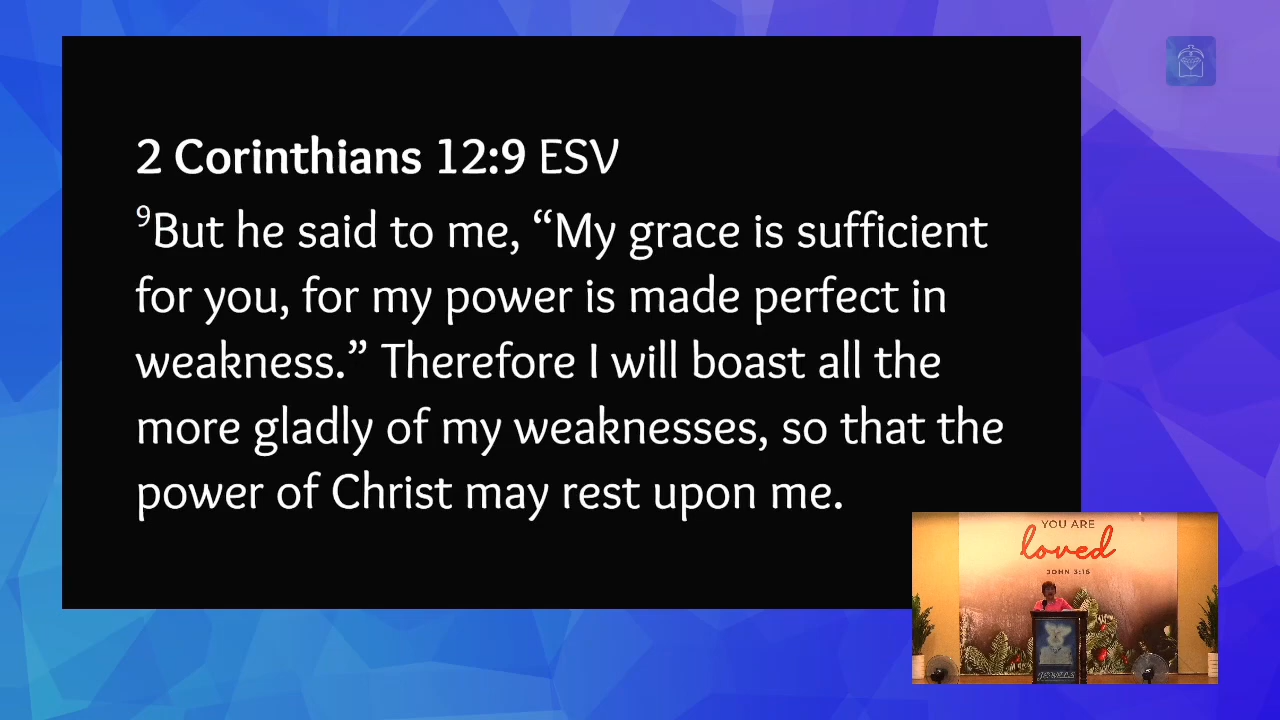 2 Corinthians 12:9 ESV
9But he said to me, “My grace is sufficient
for you, for my power is made perfect in
weakness.” Therefore I will boast all the
more gladly of my weaknesses, so that the
power of Christ may rest upon me.
YOU ARE
loved
JOHN 3:16
JEWELS